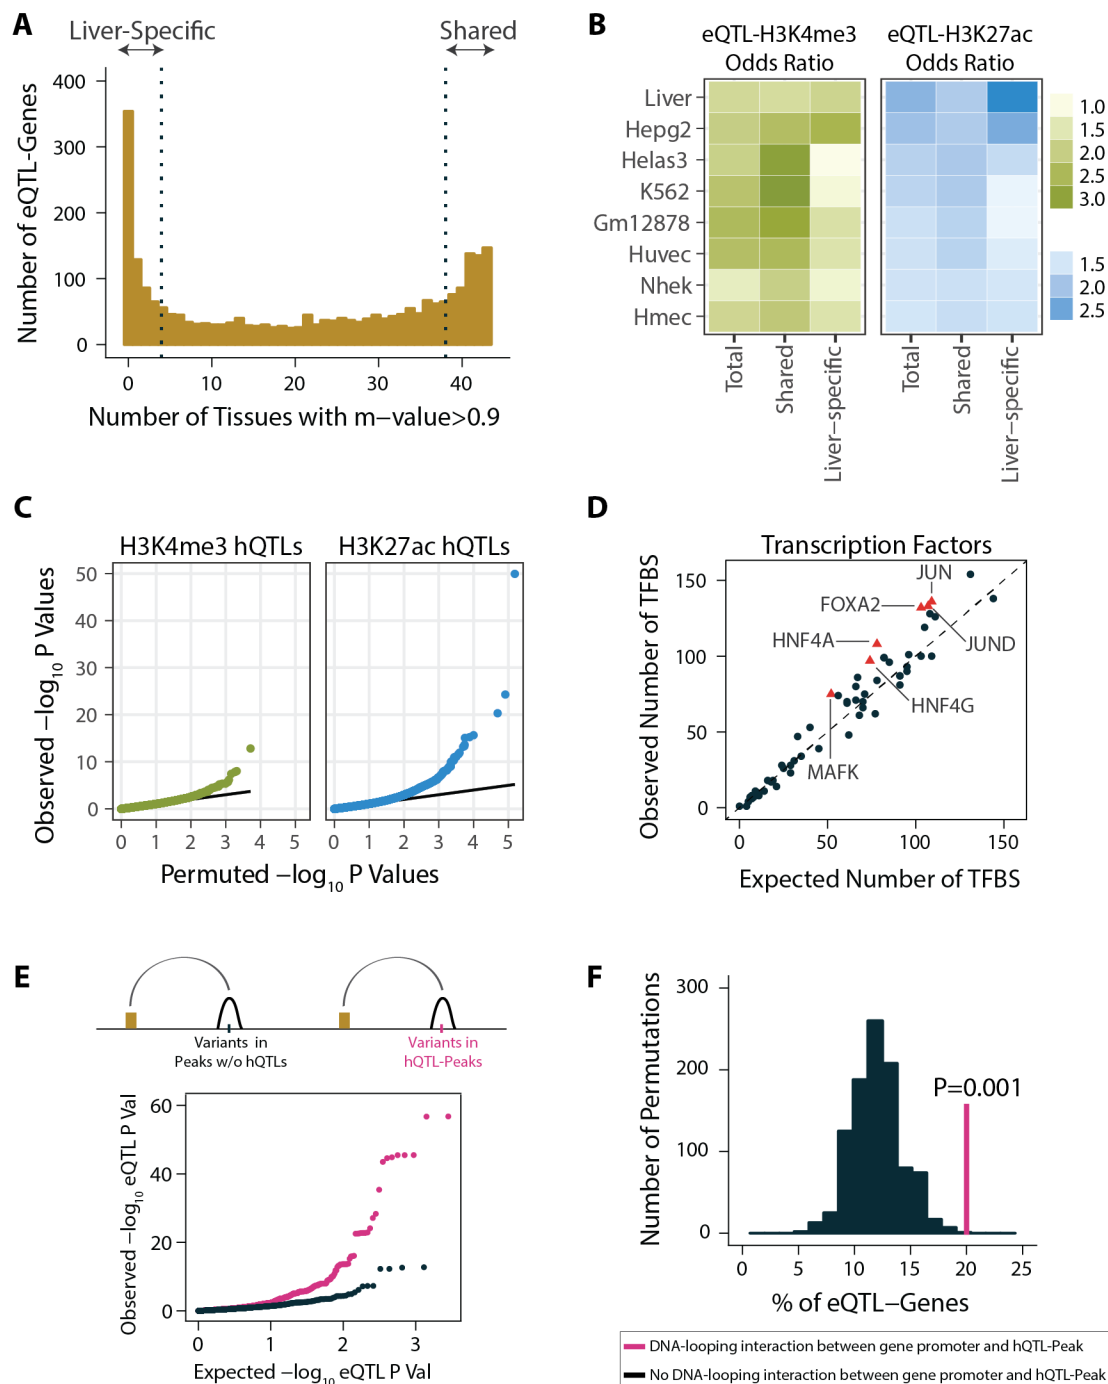 A
Liver-Specific
Shared
Number of eQTL-Genes
400
300
200
100
0
0 10 20 30 40
Number of Tissues with m−value>0.9
B
eQTL-H3K4me3
Odds Ratio
eQTL-H3K27ac
Odds Ratio
Liver
Hepg2
Helas3
K562
Gm12878
Huvec
Nhek
Hmec
Total
Shared
Liver−specific
Total
Shared
Liver−specific
1.0
1.5
2.0
2.5
3.0
1.5
2.0
2.5
C
H3K4me3 hQTLs
H3K27ac hQTLs
Observed −log10 P Values
50
40
30
20
10
0
0 1 2 3 4 5
0 1 2 3 4 5
Permuted −log10 P Values
D
Transcription Factors
Observed Number of TFBS
150
100
50
0
JUN
FOXA2
HNF4A
JUND
HNF4G
MAFK
0 50 100 150
Expected Number of TFBS
E
Variants in
Peaks w/o hQTLs
Variants in
hQTL-Peaks
Observed −log10 eQTL P Val
60
40
20
0
0 1 2 3
Expected −log10 eQTL P Val
F
Number of Permutations
300
200
100
0
P=0.001
0 5 10 15 20 25
% of eQTL−Genes
DNA-looping interaction between gene promoter and hQTL-Peak
No DNA-looping interaction between gene promoter and hQTL-Peak